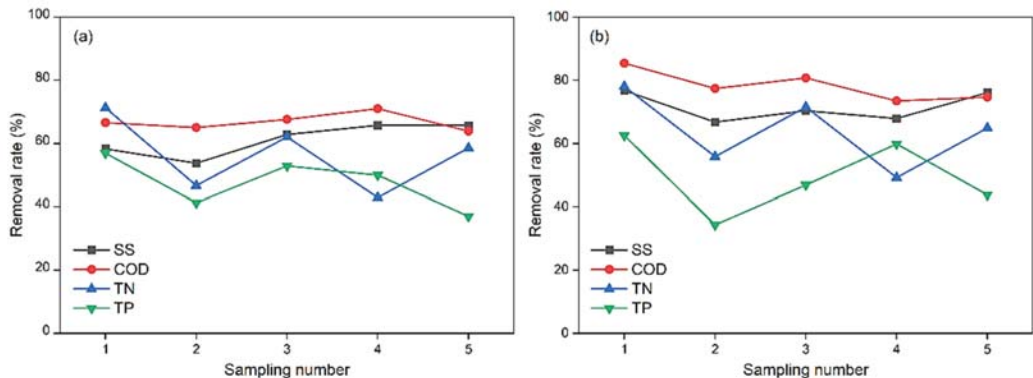 (a)
Removal rate (%)
100
80
60
40
20
0
SS
COD
TN
TP
1 2 3 4 5
Sampling number
(b)
Removal rate (%)
100
80
60
40
20
0
SS
COD
TN
TP
1 2 3 4 5
Sampling number